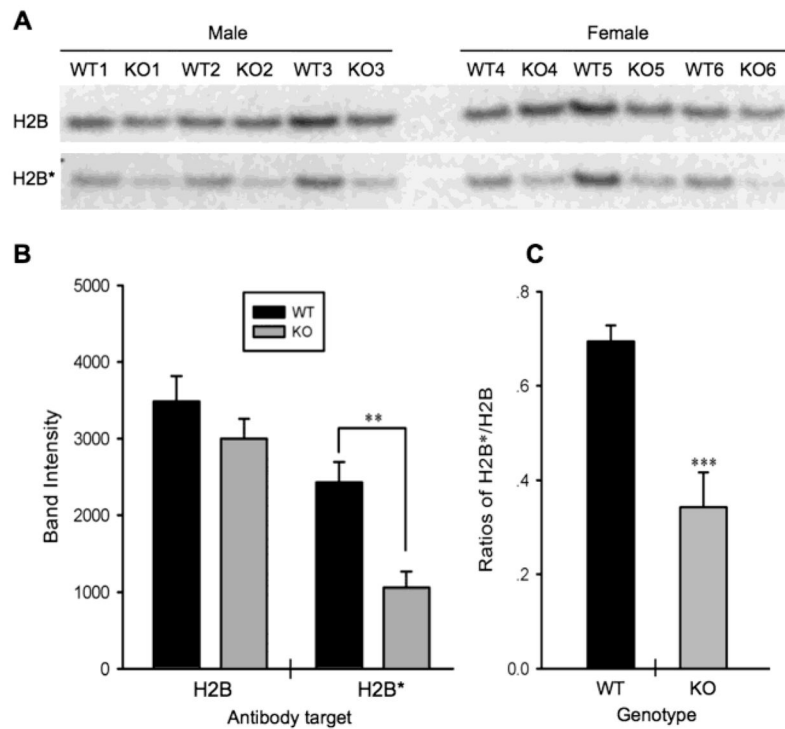 A
Male Female
WT1 KO1 WT2 KO2 WT3 KO3 WT4 KO4 WT5 KO5 WT6 KO6
H2B
H2B*
B
5000
4000
3000
2000
1000
0
Band Intensity
WT
KO
**
H2B H2B*
Antibody target
C
.8
.6
.4
.2
0.0
Ratios of H2B*/H2B
***
WT KO
Genotype